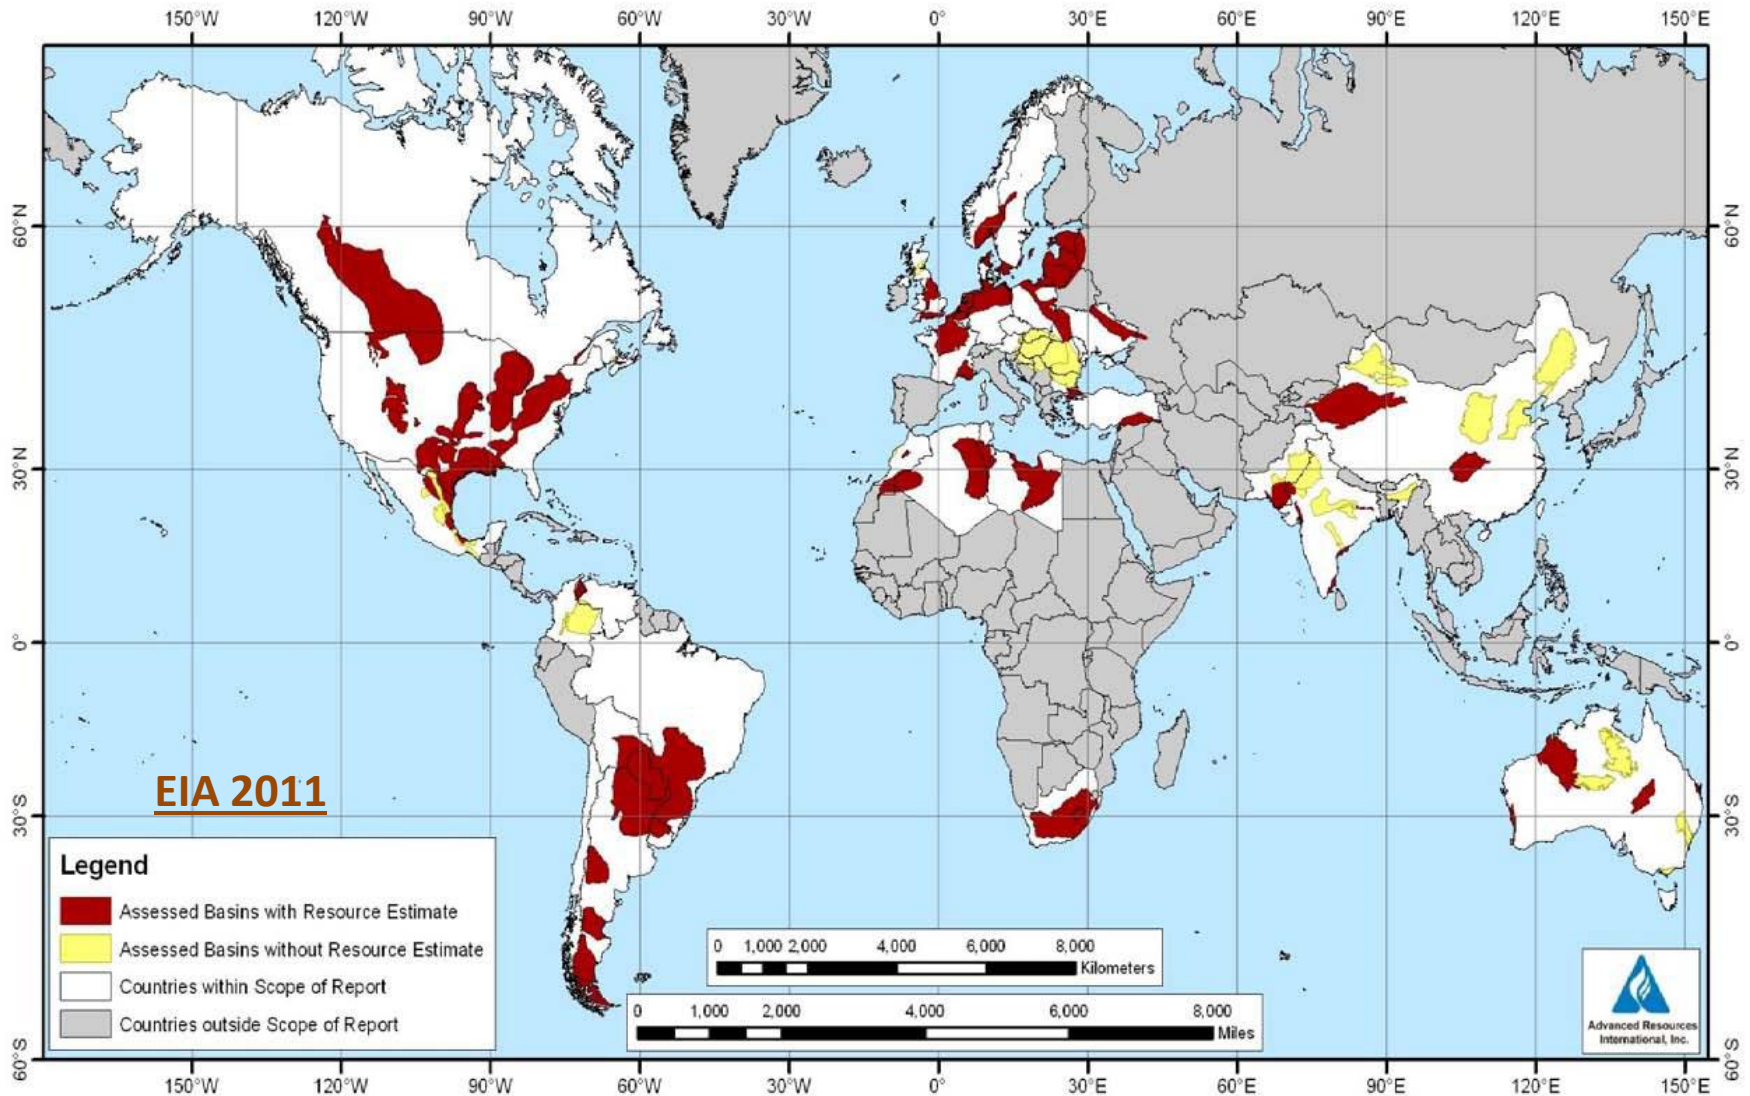 150°W 120°W 90°W 60°W 30°W 0° 30°E 60°E 90°E 120°E 150°E
60°N 60°N
30°N 30°N
0° 0°
30°S 30°S
60°S 60°S
EIA 2011
Legend
Assessed Basins with Resource Estimate
Assessed Basins without Resource Estimate
Countries within Scope of Report
Countries outside Scope of Report
0 1,000 2,000 4,000 6,000 8,000
Kilometers
0 1,000 2,000 4,000 6,000 8,000
Miles
Advanced Resources
International, Inc.
150°W 120°W 90°W 60°W 30°W 0° 30°E 60°E 90°E 120°E 150°E